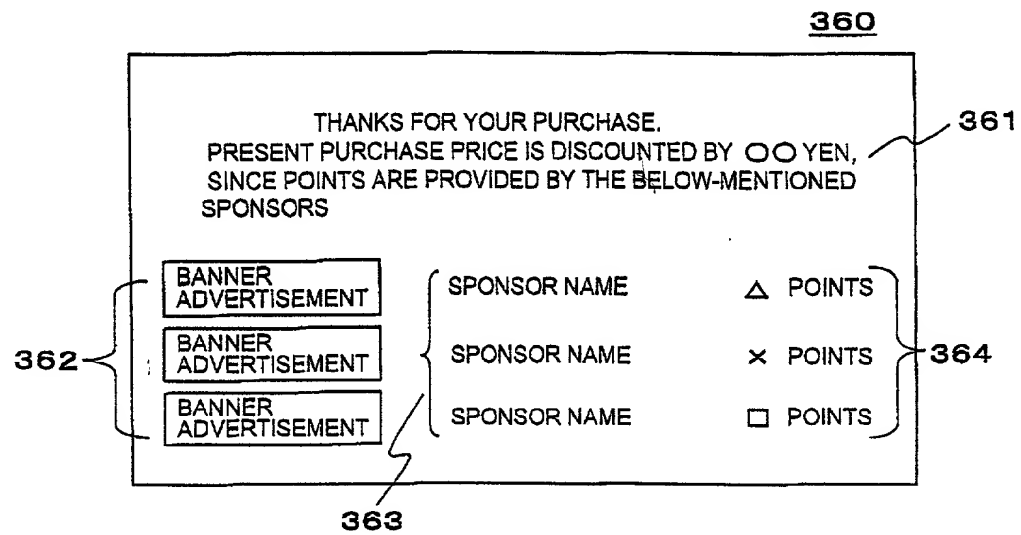 360
THANKS FOR YOUR PURCHASE.
PRESENT PURCHASE PRICE IS DISCOUNTED BY ○○ YEN,
SINCE POINTS ARE PROVIDED BY THE BELOW-MENTIONED
SPONSORS
361
BANNER
ADVERTISEMENT
SPONSOR NAME △ POINTS
BANNER
ADVERTISEMENT
SPONSOR NAME × POINTS
BANNER
ADVERTISEMENT
SPONSOR NAME □ POINTS
362
364
363